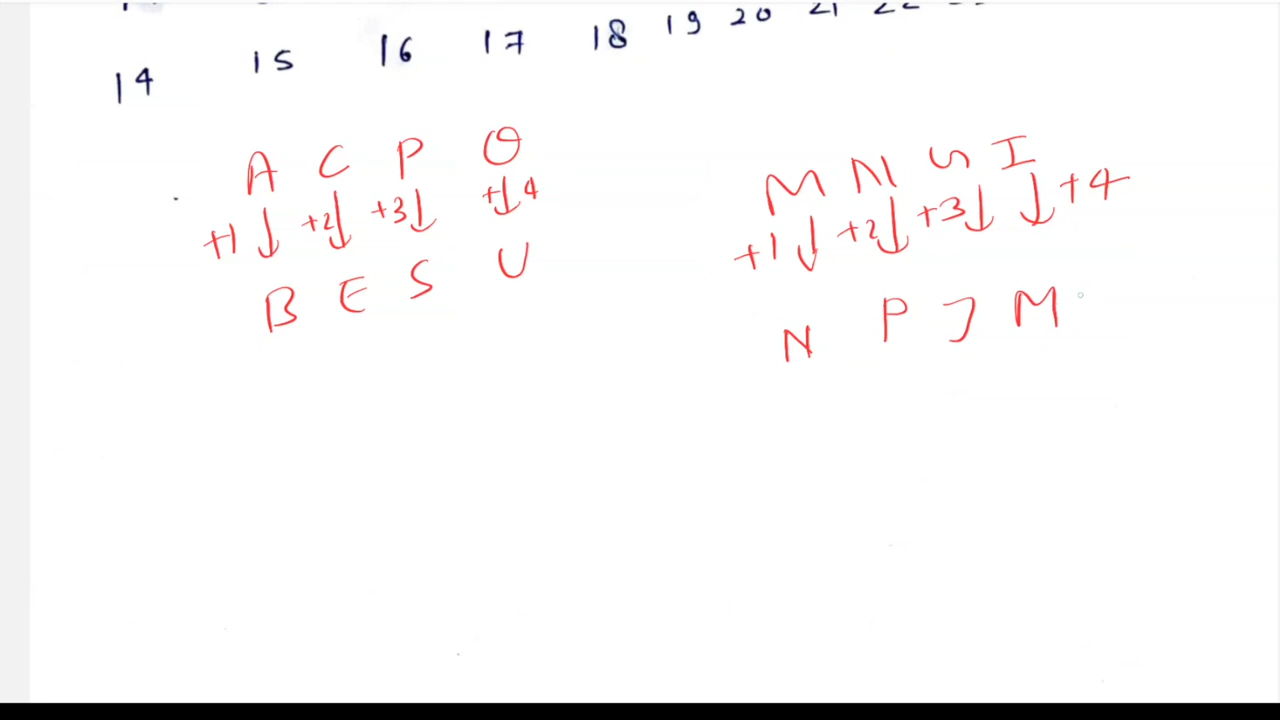 14 15 16 17 18 19 20 21 22
A C P Q
+1 +2 +3 +4
B E S U
M N G I
+1 +2 +3 +4
N P J M